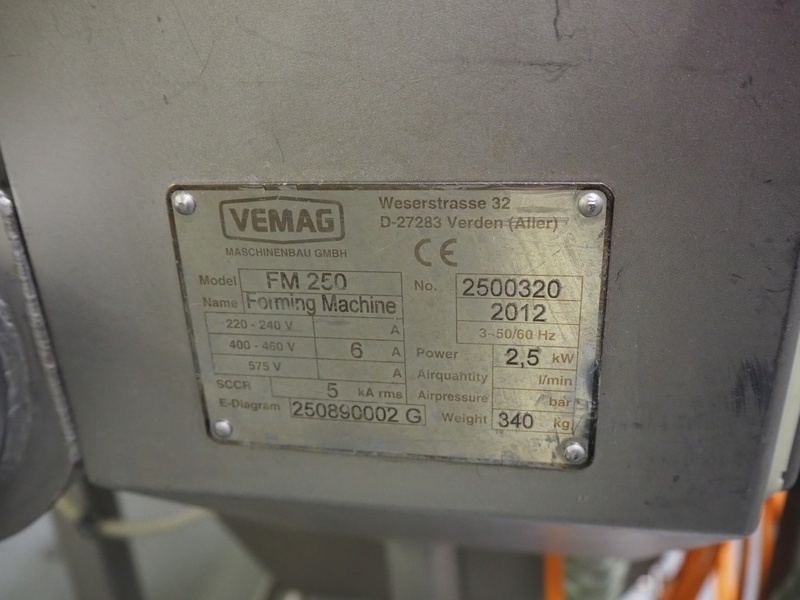 VEMAG
MASCHINENBAU GMBH
Weserstrasse 32
D-27283 Verden (Aller)
CE
Model FM 250
No. 2500320
Name Forming Machine
2012
220 - 240 V A
3~50/60 Hz
400 - 460 V 6 A
Power 2,5 kW
575 V A
Airquahtity l/min
SCCR 5 kA rms
Airpressure bar
E-Diagram 250890002 G
Weight 340 kg